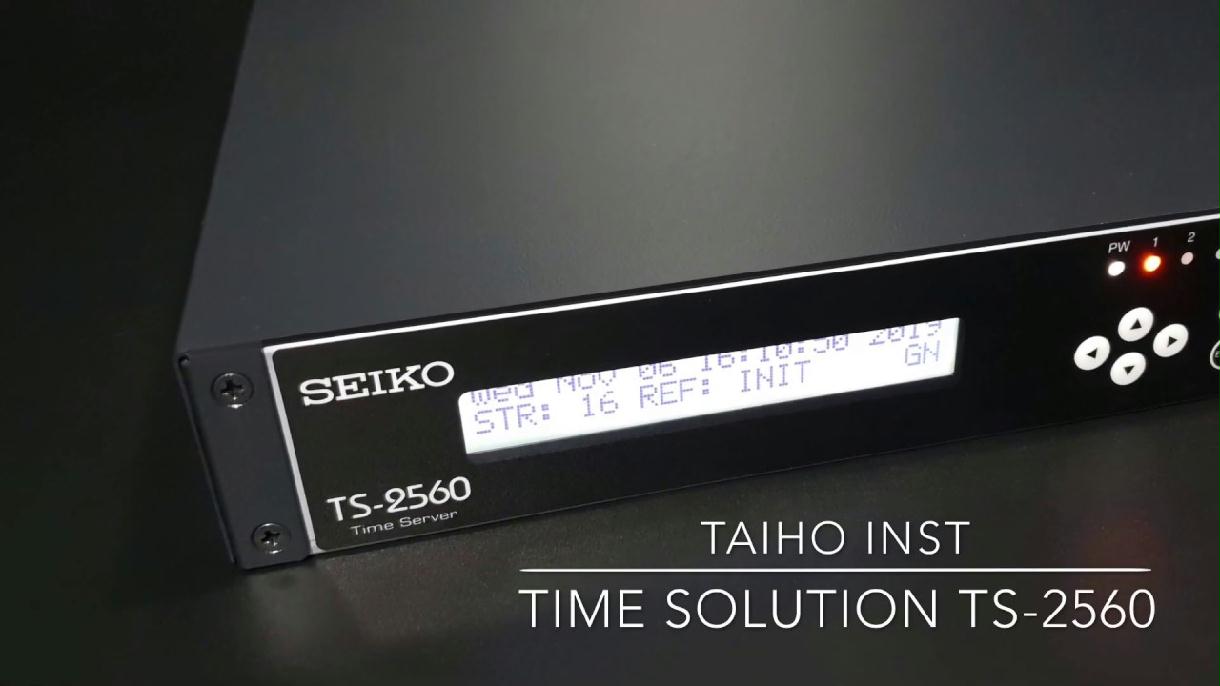 PW 1 2
SEIKO
Wed Nov 06 16:10:50 2019
STR: 16 REF: INIT GN
TS-2560
Time Server
TAIHO INST
TIME SOLUTION TS-2560